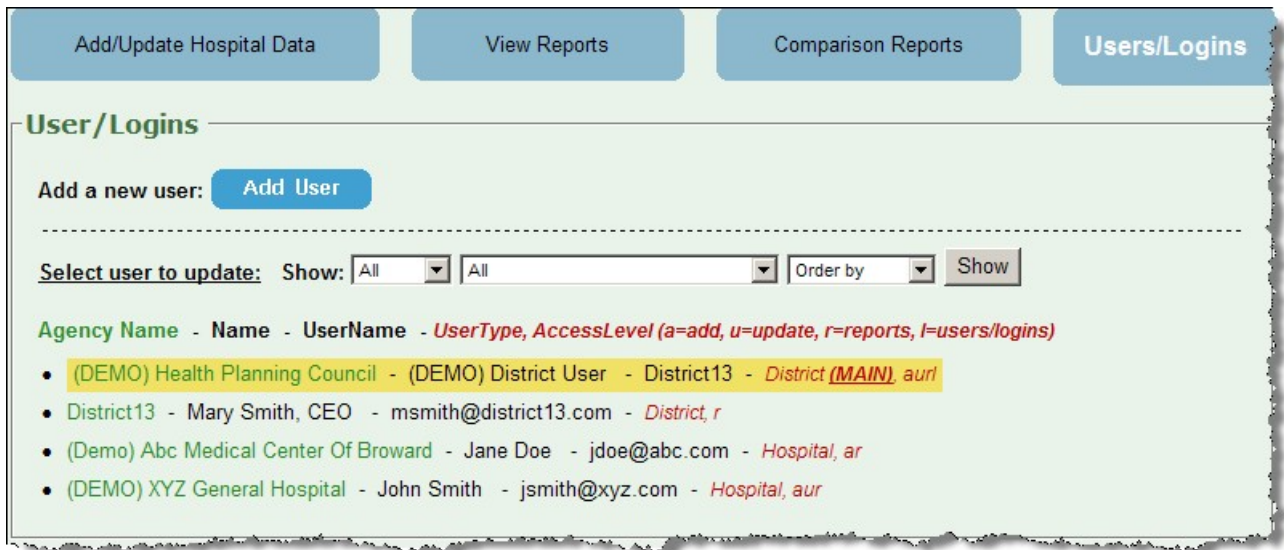 Add/Update Hospital Data View Reports Comparison Reports Users/Logins
User/Logins
Add a new user: Add User
Select user to update: Show: All All Order by Show
Agency Name - Name - UserName - UserType, AccessLevel (a=add, u=update, r=reports, l=users/logins)
• (DEMO) Health Planning Council - (DEMO) District User - District13 - District (MAIN), aurl
• District13 - Mary Smith, CEO - msmith@district13.com - District, r
• (Demo) Abc Medical Center Of Broward - Jane Doe - jdoe@abc.com - Hospital, ar
• (DEMO) XYZ General Hospital - John Smith - jsmith@xyz.com - Hospital, aur